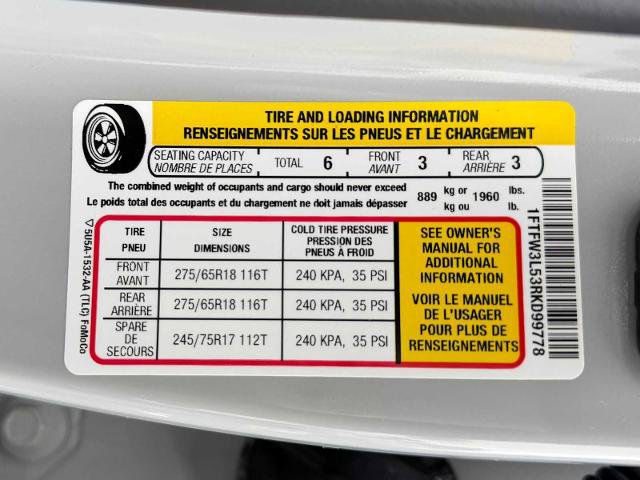 TIRE AND LOADING INFORMATION
RENSEIGNEMENTS SUR LES PNEUS ET LE CHARGEMENT
SEATING CAPACITY
NOMBRE DE PLACES
TOTAL 6
FRONT
AVANT 3
REAR
ARRIÈRE 3
The combined weight of occupants and cargo should never exceed
Le poids total des occupants et du chargement ne doit jamais dépasser
889 kg or 1960 lbs.
kg ou lb.
TIRE
PNEU
SIZE
DIMENSIONS
COLD TIRE PRESSURE
PRESSION DES
PNEUS À FROID
FRONT
AVANT
275/65R18 116T
240 KPA, 35 PSI
REAR
ARRIÈRE
275/65R18 116T
240 KPA, 35 PSI
SPARE
DE
SECOURS
245/75R17 112T
240 KPA, 35 PSI
SEE OWNER'S
MANUAL FOR
ADDITIONAL
INFORMATION
VOIR LE MANUEL
DE L'USAGER
POUR PLUS DE
RENSEIGNEMENTS
5U5A-1532-AA (TLC) FoMoCo
1FTFW3L53RKD99778